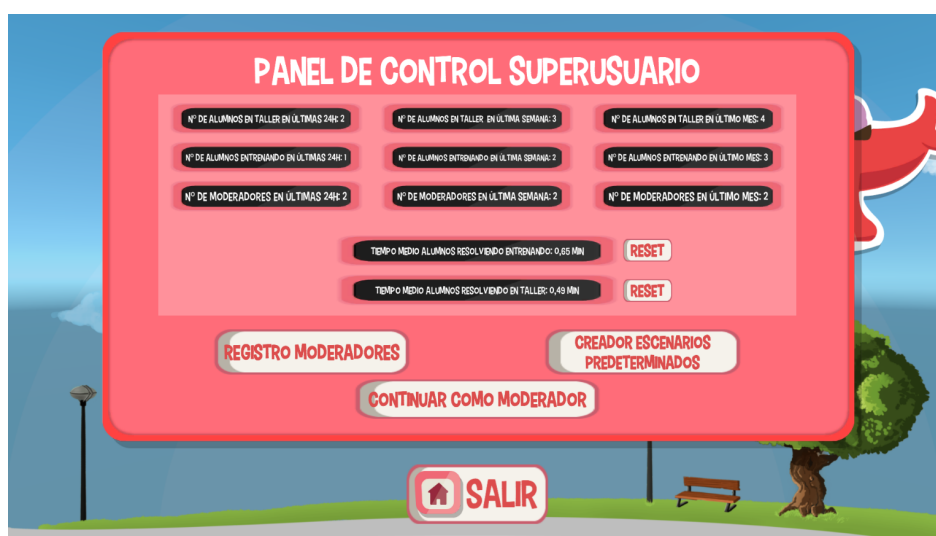 PANEL DE CONTROL SUPERUSUARIO
Nº DE ALUMNOS EN TALLER EN ÚLTIMAS 24H: 2
Nº DE ALUMNOS EN TALLER EN ÚLTIMA SEMANA: 3
Nº DE ALUMNOS EN TALLER EN ÚLTIMO MES: 4
Nº DE ALUMNOS ENTRENANDO EN ÚLTIMAS 24H: 1
Nº DE ALUMNOS ENTRENANDO EN ÚLTIMA SEMANA: 2
Nº DE ALUMNOS ENTRENANDO EN ÚLTIMO MES: 3
Nº DE MODERADORES EN ÚLTIMAS 24H: 2
Nº DE MODERADORES EN ÚLTIMA SEMANA: 2
Nº DE MODERADORES EN ÚLTIMO MES: 2
TIEMPO MEDIO ALUMNOS RESOLVIENDO ENTRENANDO: 0,65 MIN
RESET
TIEMPO MEDIO ALUMNOS RESOLVIENDO EN TALLER: 0,49 MIN
RESET
REGISTRO MODERADORES
CREADOR ESCENARIOS
PREDETERMINADOS
CONTINUAR COMO MODERADOR
SALIR